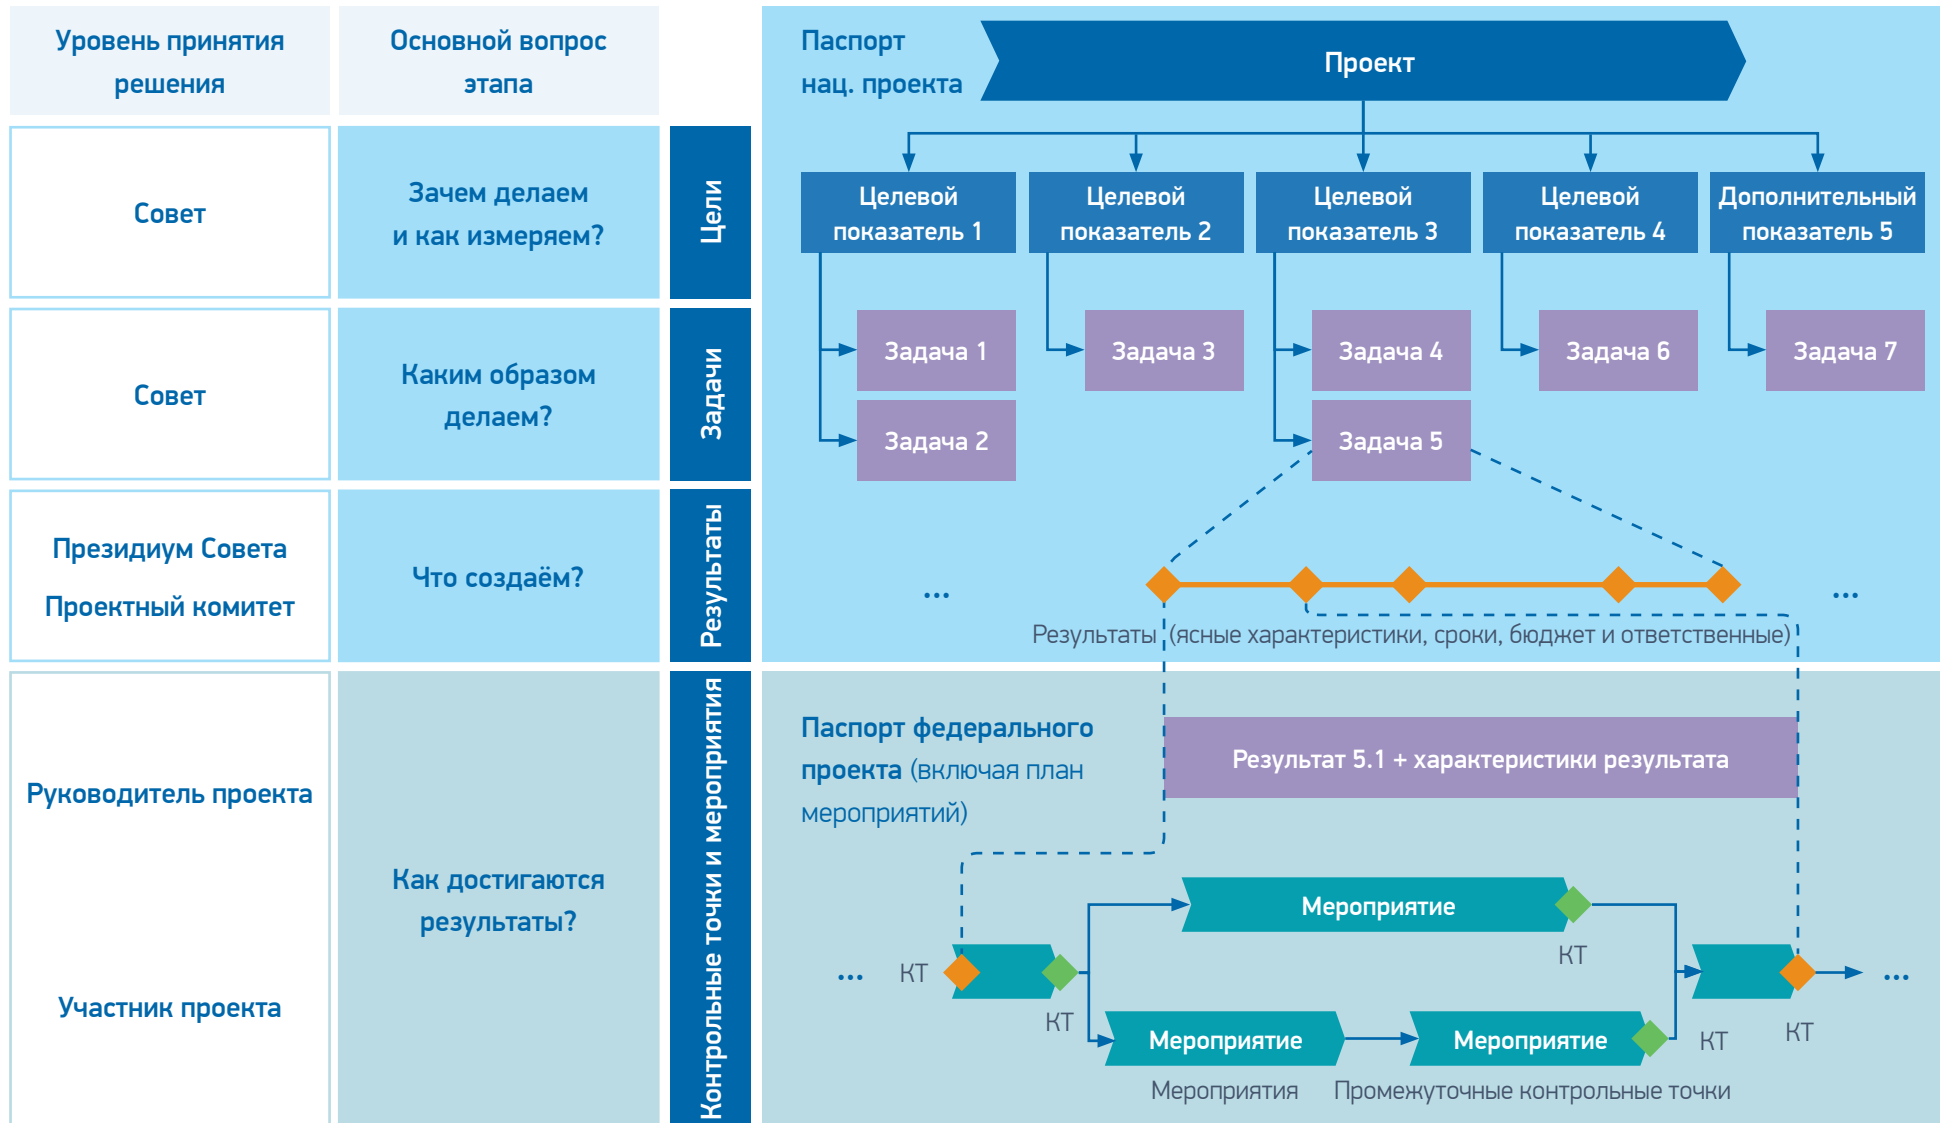 Уровень принятия
решения
Основной вопрос
этапа
Паспорт
нац. проекта
Проект
Совет
Зачем делаем
и как измеряем?
Цели
Целевой
показатель 1
Целевой
показатель 2
Целевой
показатель 3
Целевой
показатель 4
Дополнительный
показатель 5
Совет
Каким образом
делаем?
Задачи
Задача 1
Задача 3
Задача 4
Задача 6
Задача 7
Задача 2
Задача 5
Президиум Совета
Проектный комитет
Что создаём?
Результаты
...
...
Результаты (ясные характеристики, сроки, бюджет и ответственные)
Руководитель проекта
Участник проекта
Как достигаются
результаты?
Контрольные точки и мероприятия
Паспорт федерального
проекта (включая план
мероприятий)
Результат 5.1 + характеристики результата
Мероприятие
КТ
...
КТ
КТ
...
Мероприятие
Мероприятие
КТ
КТ
Мероприятия
Промежуточные контрольные точки